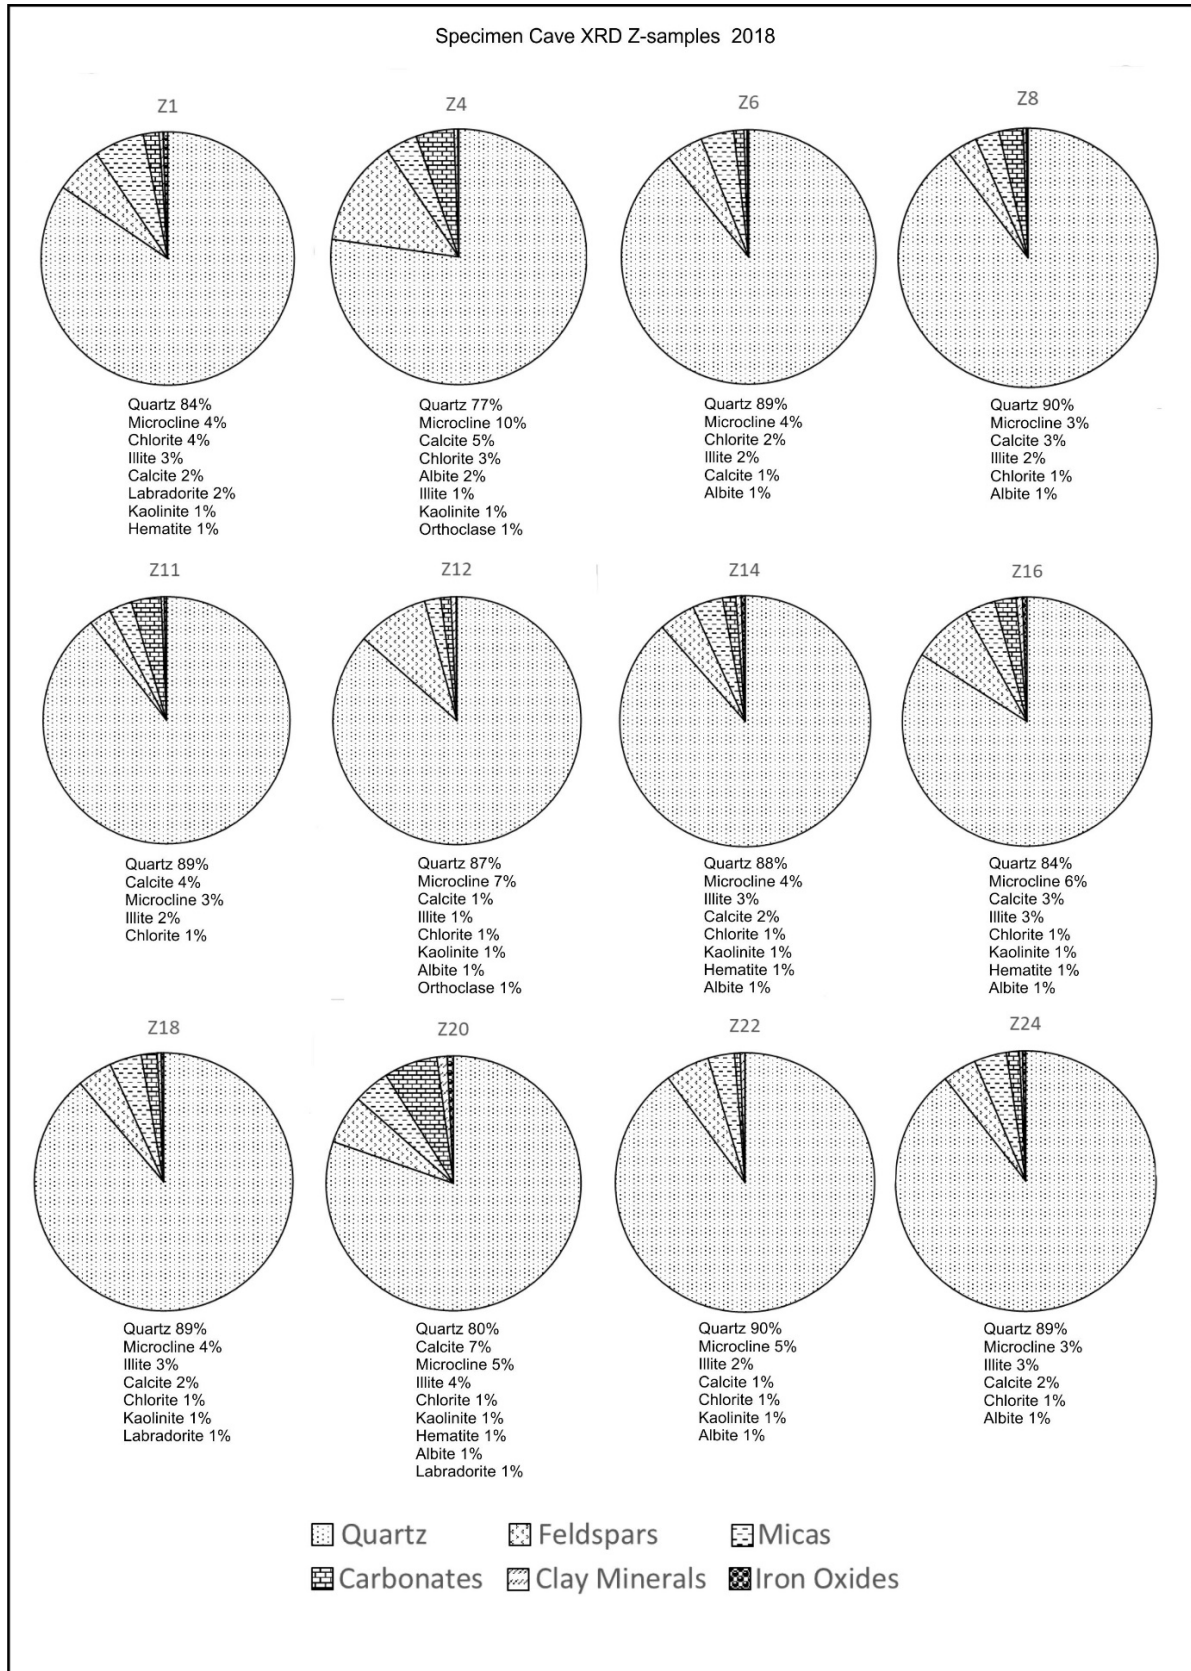 Specimen Cave XRD Z-samples 2018
Z1
Quartz 84%
Microcline 4%
Chlorite 4%
Illite 3%
Calcite 2%
Labradorite 2%
Kaolinite 1%
Hematite 1%
Z4
Quartz 77%
Microcline 10%
Calcite 5%
Chlorite 3%
Albite 2%
Illite 1%
Kaolinite 1%
Orthoclase 1%
Z6
Quartz 89%
Microcline 4%
Chlorite 2%
Illite 2%
Calcite 1%
Albite 1%
Z8
Quartz 90%
Microcline 3%
Calcite 3%
Illite 2%
Chlorite 1%
Albite 1%
Z11
Quartz 89%
Calcite 4%
Microcline 3%
Illite 2%
Chlorite 1%
Z12
Quartz 87%
Microcline 7%
Calcite 1%
Illite 1%
Chlorite 1%
Kaolinite 1%
Albite 1%
Orthoclase 1%
Z14
Quartz 88%
Microcline 4%
Illite 3%
Calcite 2%
Chlorite 1%
Kaolinite 1%
Hematite 1%
Albite 1%
Z16
Quartz 84%
Microcline 6%
Calcite 3%
Illite 3%
Chlorite 1%
Kaolinite 1%
Hematite 1%
Albite 1%
Z18
Quartz 89%
Microcline 4%
Illite 3%
Calcite 2%
Chlorite 1%
Kaolinite 1%
Labradorite 1%
Z20
Quartz 80%
Calcite 7%
Microcline 5%
Illite 4%
Chlorite 1%
Kaolinite 1%
Hematite 1%
Albite 1%
Labradorite 1%
Z22
Quartz 90%
Microcline 5%
Illite 2%
Calcite 1%
Chlorite 1%
Kaolinite 1%
Albite 1%
Z24
Quartz 89%
Microcline 3%
Illite 3%
Calcite 2%
Chlorite 1%
Albite 1%
Quartz Feldspars Micas
Carbonates Clay Minerals Iron Oxides